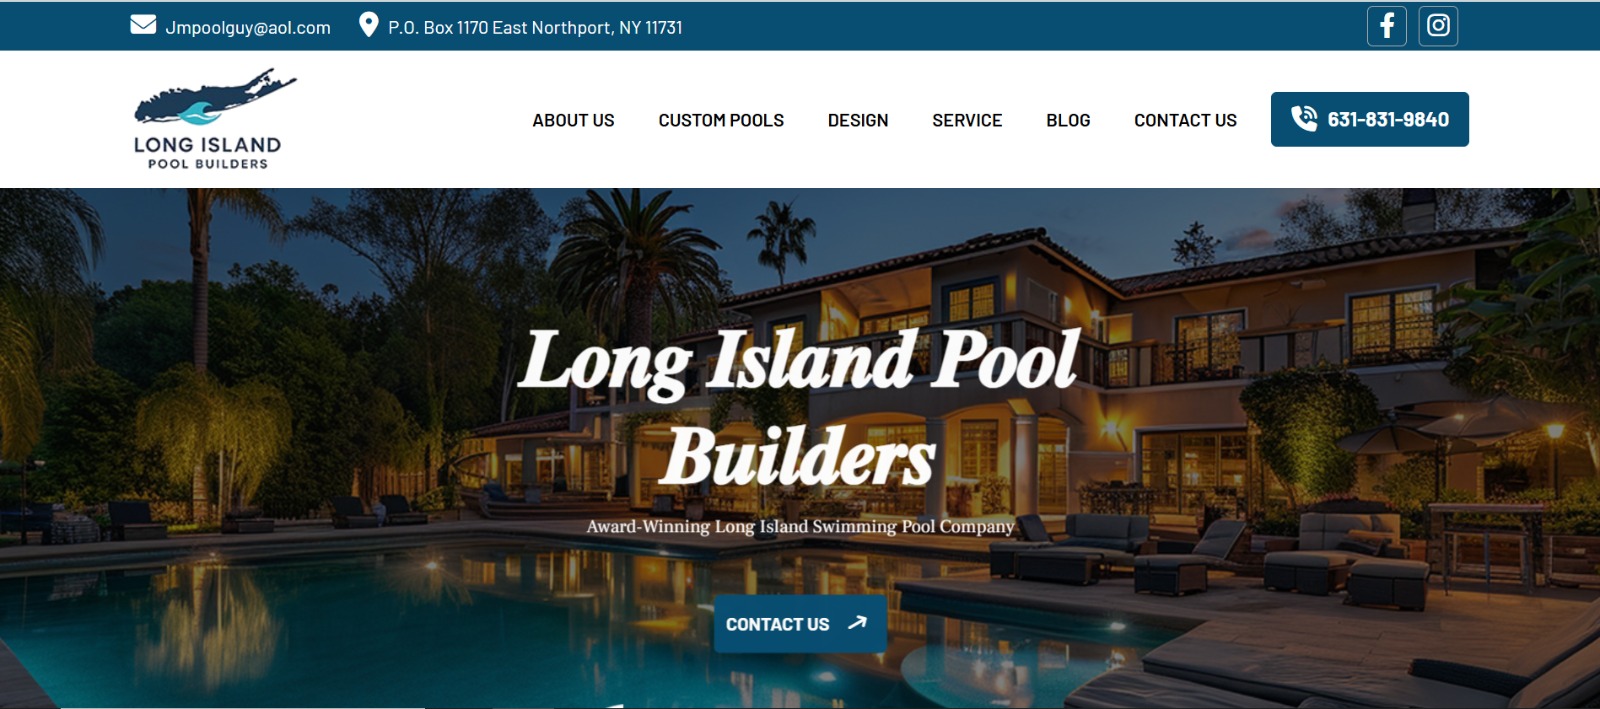 Jmpoolguy@aol.com
P.O. Box 1170 East Northport, NY 11731
LONG ISLAND
POOL BUILDERS
ABOUT US
CUSTOM POOLS
DESIGN
SERVICE
BLOG
CONTACT US
631-831-9840
Long Island Pool
Builders
Award-Winning Long Island Swimming Pool Company
CONTACT US